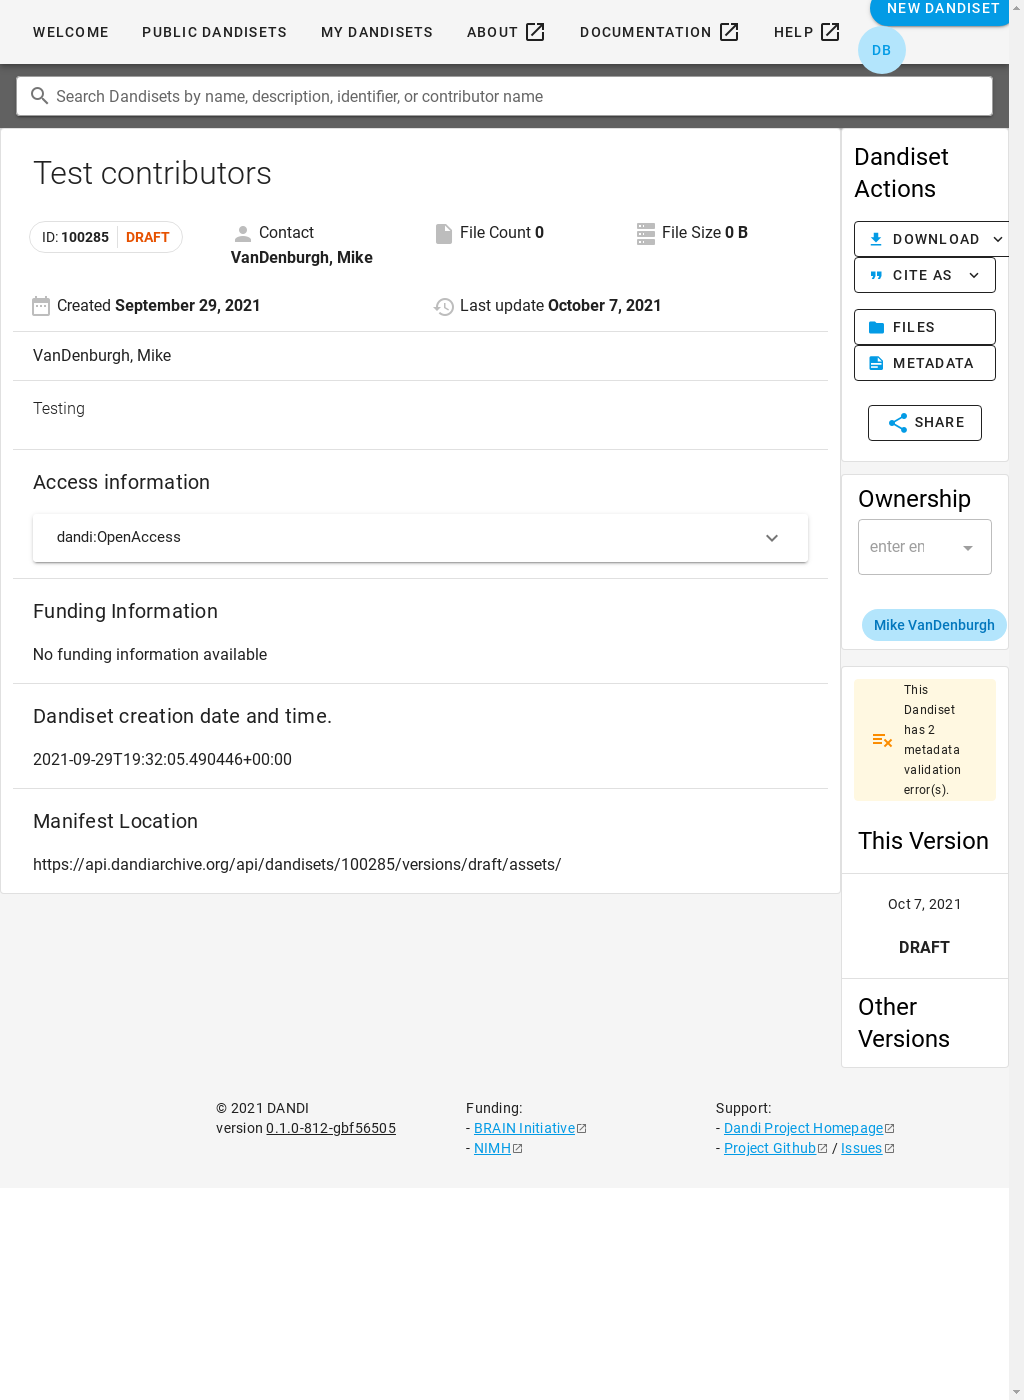 WELCOME PUBLIC DANDISETS MY DANDISETS ABOUT DOCUMENTATION HELP NEW DANDISET
DB
Search Dandisets by name, description, identifier, or contributor name
Test contributors
ID: 100285 DRAFT
Contact
VanDenburgh, Mike
File Count 0
File Size 0 B
Created September 29, 2021
Last update October 7, 2021
VanDenburgh, Mike
Testing
Access information
dandi:OpenAccess
Funding Information
No funding information available
Dandiset creation date and time.
2021-09-29T19:32:05.490446+00:00
Manifest Location
https://api.dandiarchive.org/api/dandisets/100285/versions/draft/assets/
Dandiset
Actions
DOWNLOAD
CITE AS
FILES
METADATA
SHARE
Ownership
enter en
Mike VanDenburgh
This
Dandiset
has 2
metadata
validation
error(s).
This Version
Oct 7, 2021
DRAFT
Other
Versions
© 2021 DANDI
version 0.1.0-812-gbf56505
Funding:
- BRAIN Initiative
- NIMH
Support:
- Dandi Project Homepage
- Project Github / Issues